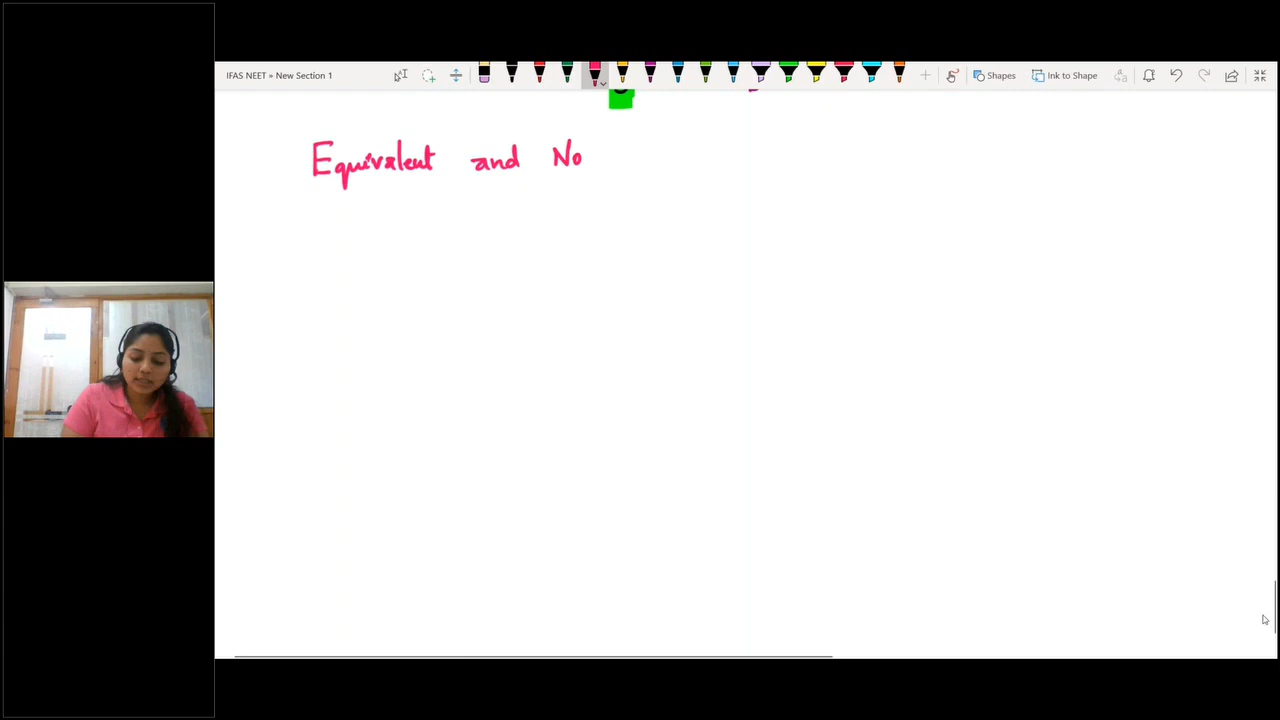 IFAS NEET » New Section 1
Shapes
Ink to Shape
Equivalent and No